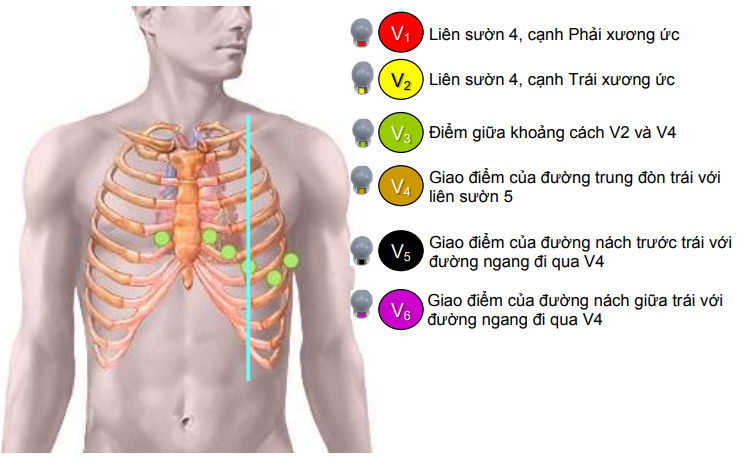 V1 Liên sườn 4, cạnh Phải xương ức
V2 Liên sườn 4, cạnh Trái xương ức
V3 Điểm giữa khoảng cách V2 và V4
V4 Giao điểm của đường trung đòn trái với
liên sườn 5
V5 Giao điểm của đường nách trước trái với
đường ngang đi qua V4
V6 Giao điểm của đường nách giữa trái với
đường ngang đi qua V4